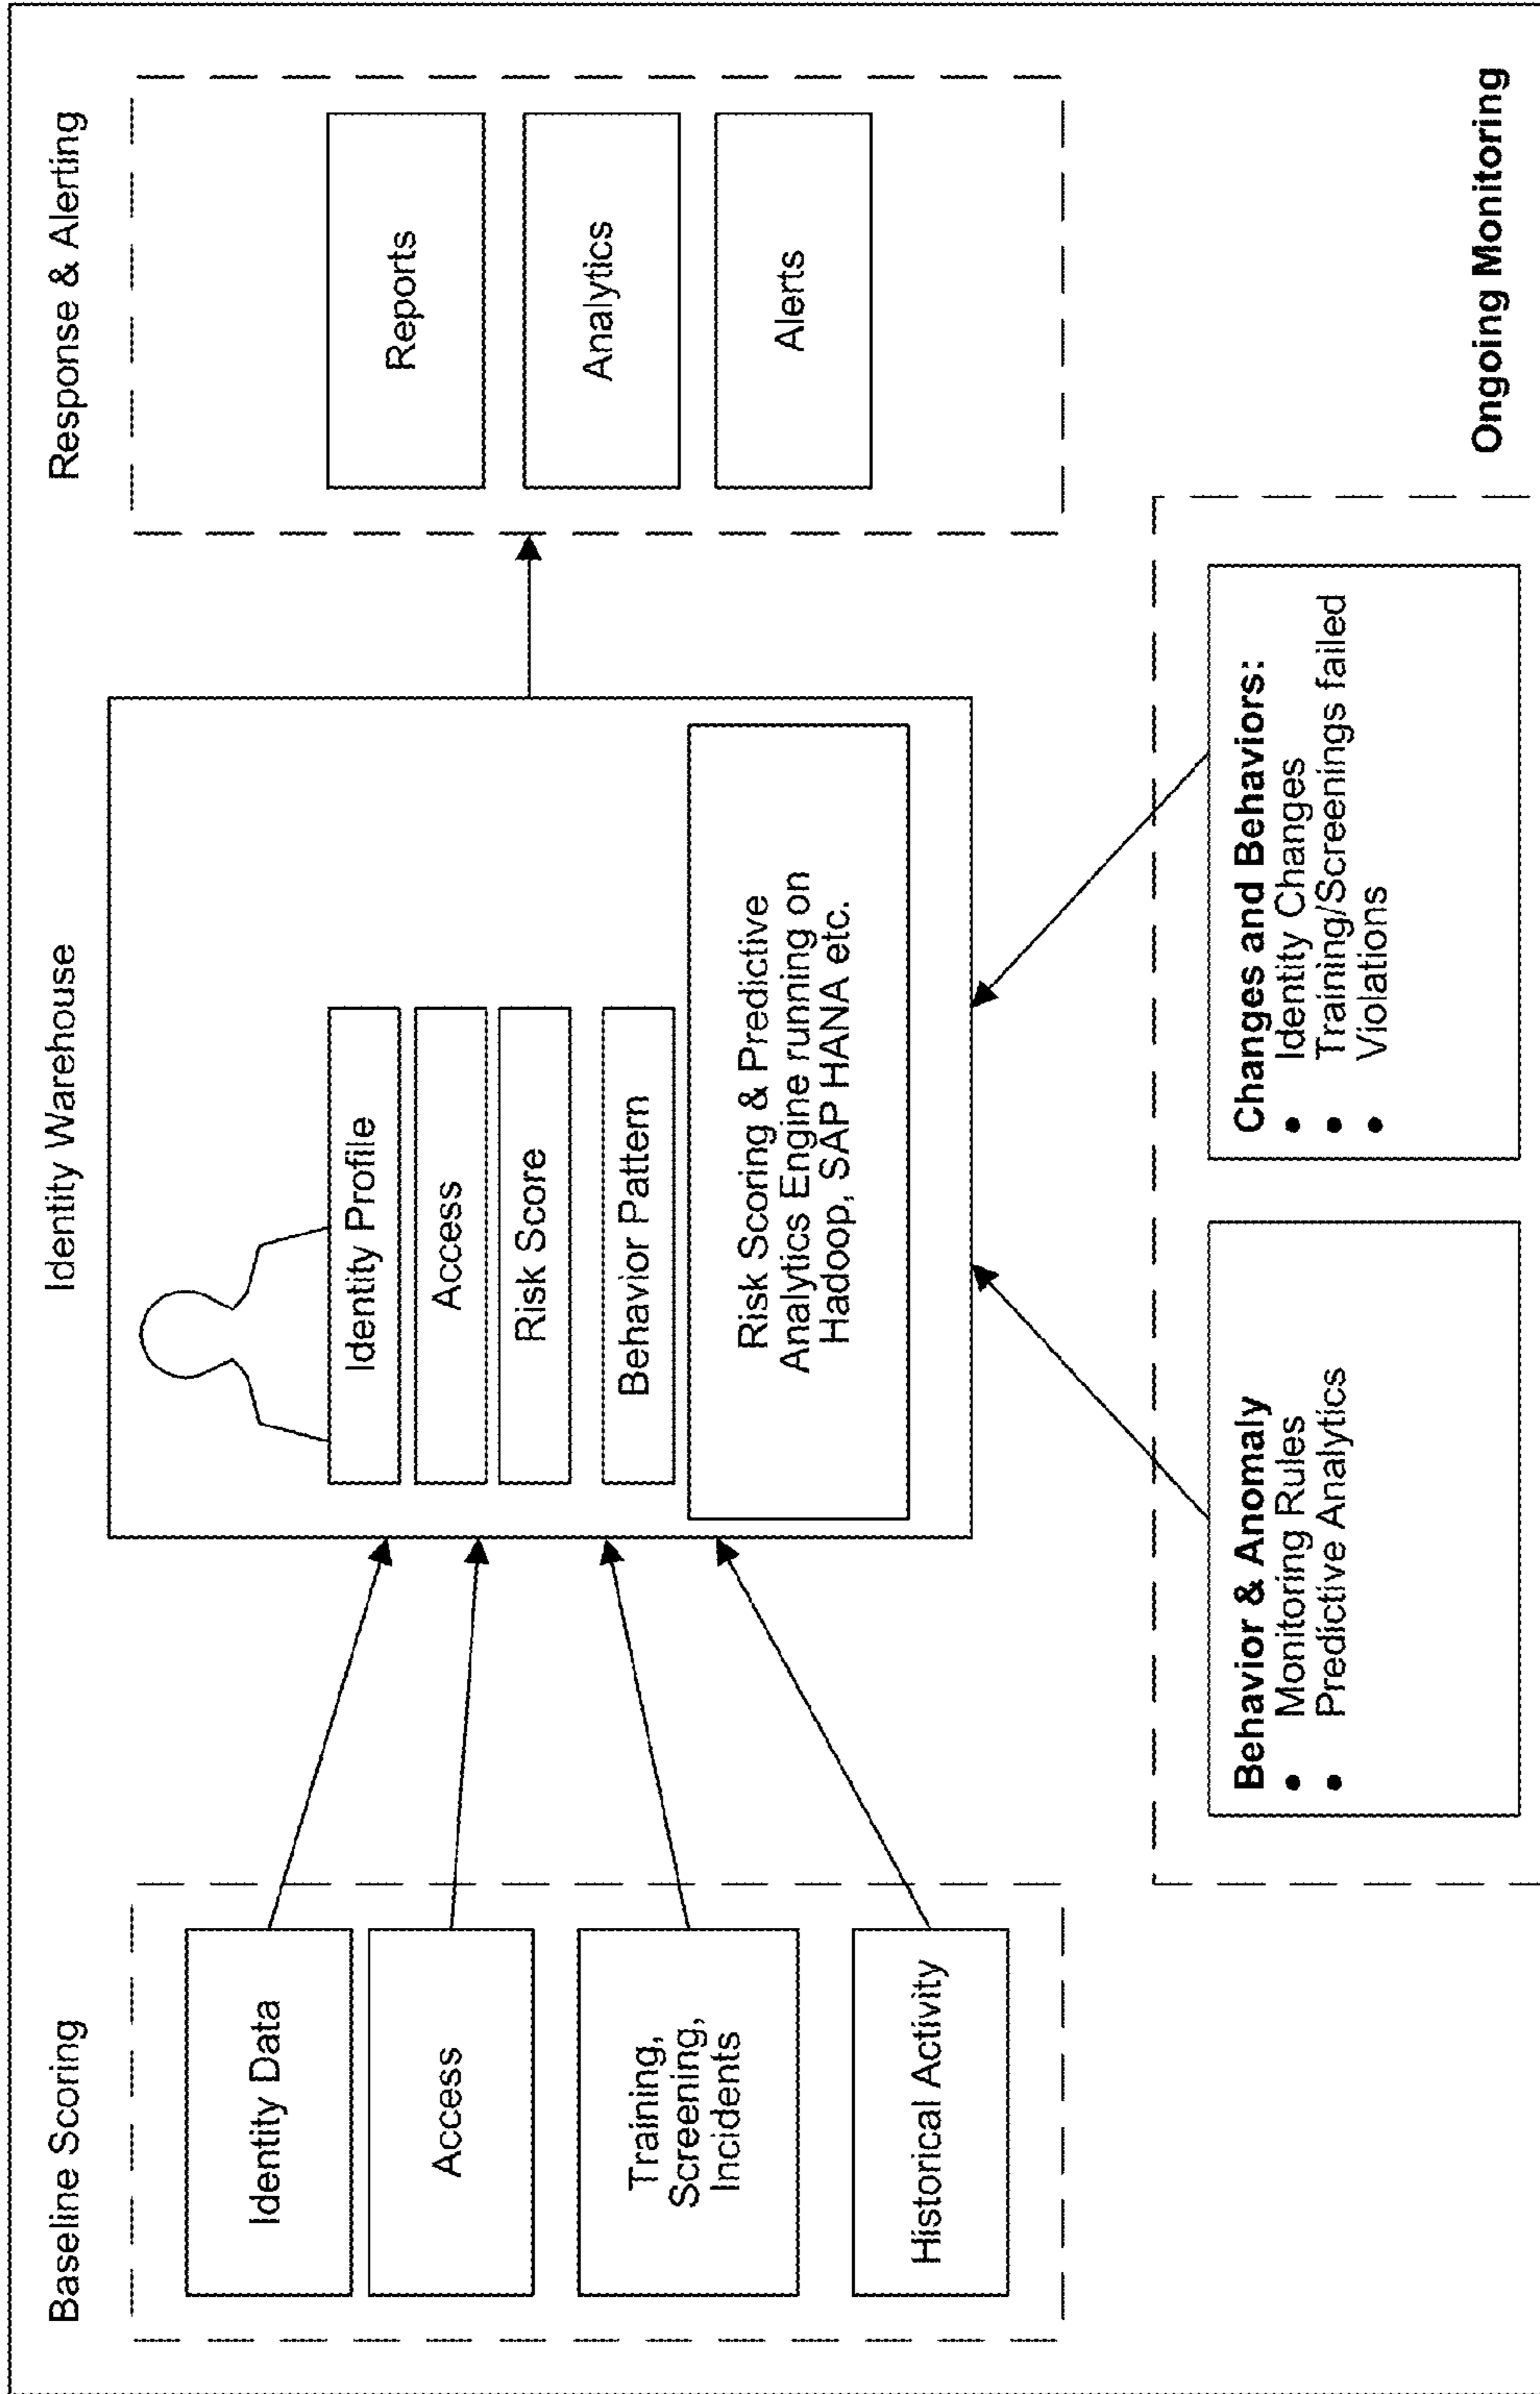 Baseline Scoring
Identity Data
Access
Training,
Screening,
Incidents
Historical Activity
Identity Warehouse
Identity Profile
Access
Risk Score
Behavior Pattern
Risk Scoring & Predictive
Analytics Engine running on
Hadoop, SAP HANA etc.
Response & Alerting
Reports
Analytics
Alerts
Behavior & Anomaly
• Monitoring Rules
• Predictive Analytics
Changes and Behaviors:
• Identity Changes
• Training/Screenings failed
• Violations
Ongoing Monitoring